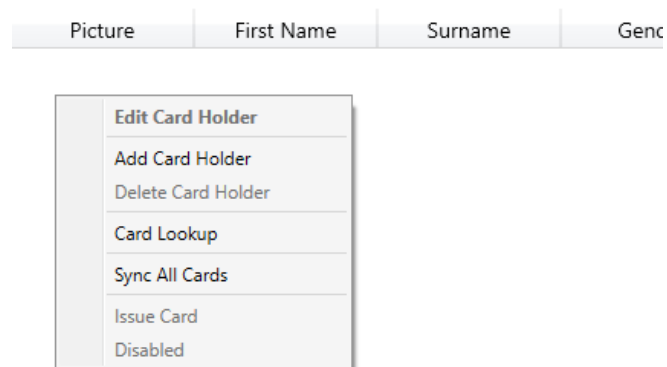 Picture First Name Surname
Edit Card Holder
Add Card Holder
Delete Card Holder
Card Lookup
Sync All Cards
Issue Card
Disabled